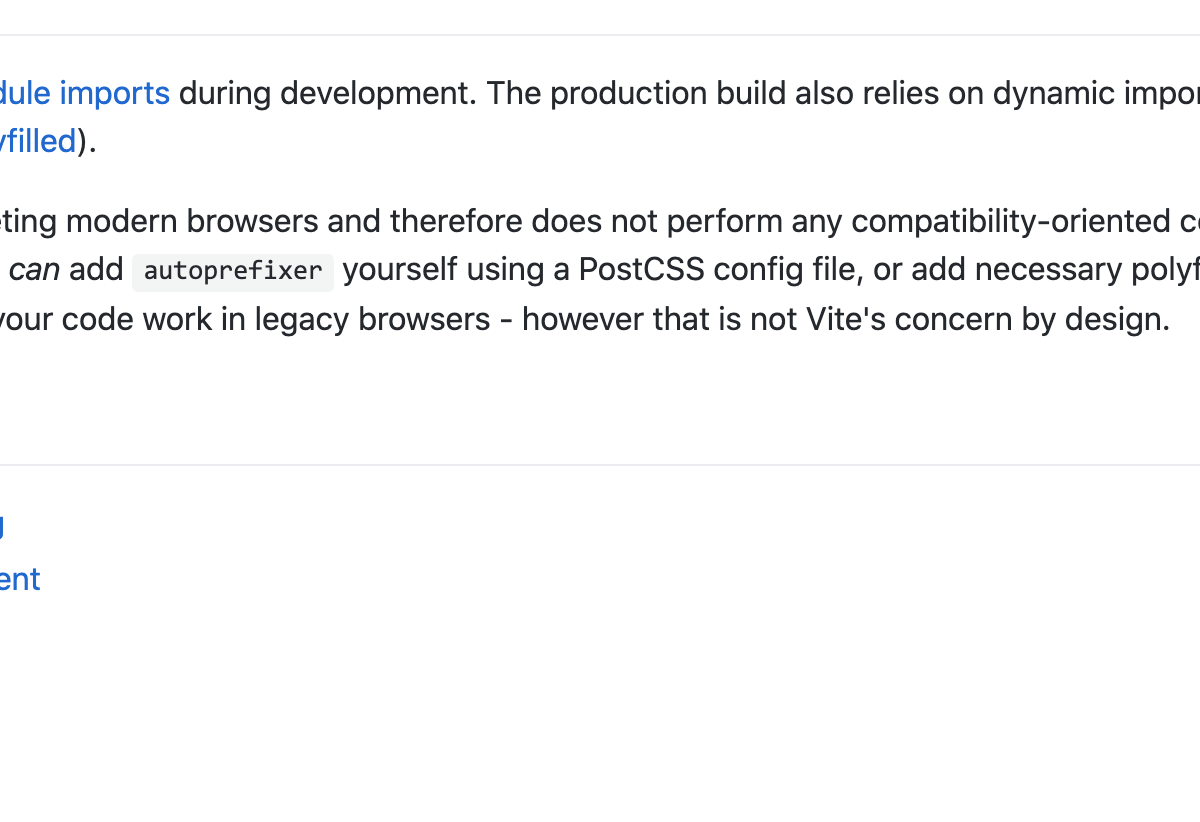 dule imports during development. The production build also relies on dynamic impor
yfilled).
ting modern browsers and therefore does not perform any compatibility-oriented co
can add autoprefixer yourself using a PostCSS config file, or add necessary polyf
your code work in legacy browsers - however that is not Vite's concern by design.
ent